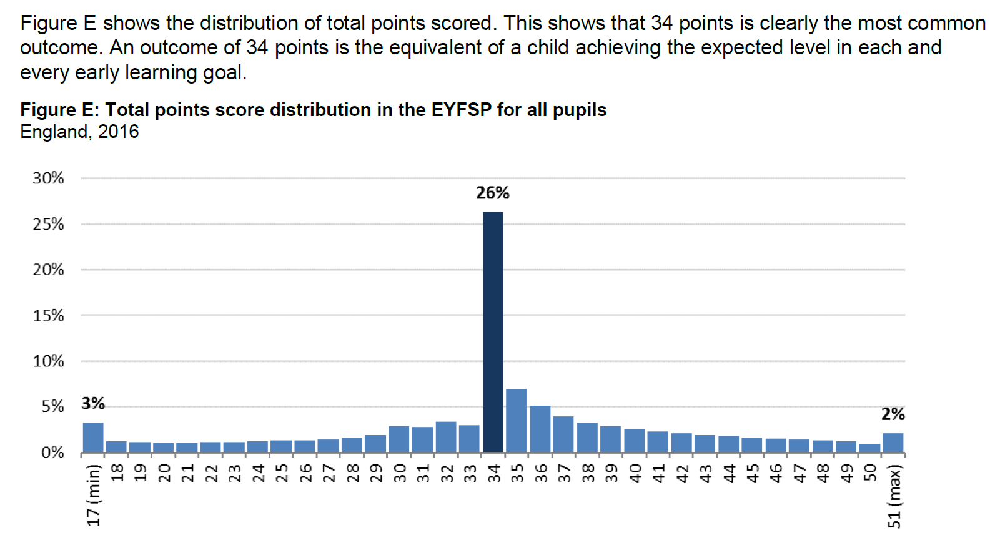 Figure E shows the distribution of total points scored. This shows that 34 points is clearly the most common
outcome. An outcome of 34 points is the equivalent of a child achieving the expected level in each and
every early learning goal.
Figure E: Total points score distribution in the EYFSP for all pupils
England, 2016
30%
26%
25%
20%
15%
10%
5%
3%
2%
0%
17 (min) 18 19 20 21 22 23 24 25 26 27 28 29 30 31 32 33 34 35 36 37 38 39 40 41 42 43 44 45 46 47 48 49 50 51 (max)